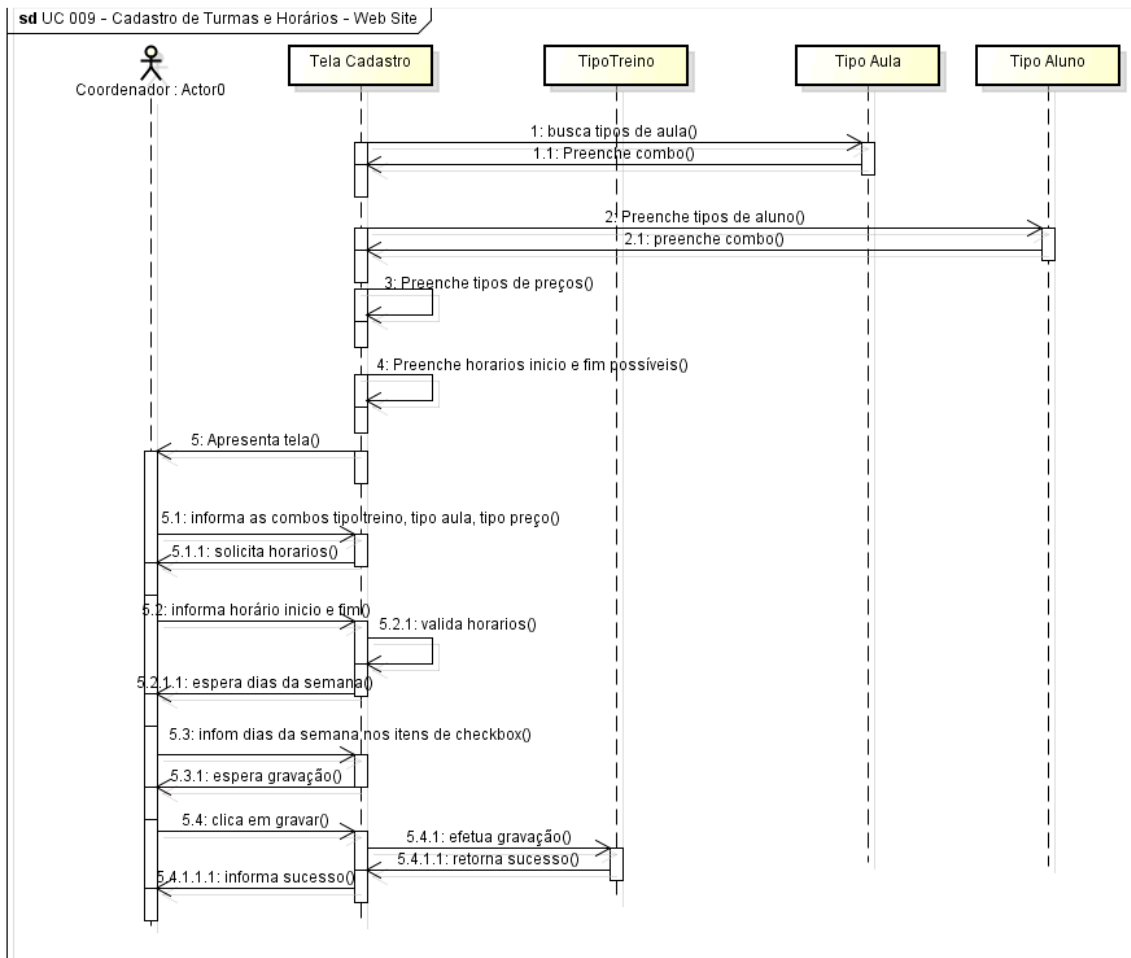 sd UC 009 - Cadastro de Turmas e Horários - Web Site
Coordenador : Actor0
Tela Cadastro
TipoTreino
Tipo Aula
Tipo Aluno
1: busca tipos de aula()
1.1: Preenche combo()
2: Preenche tipos de aluno()
2.1: preenche combo()
3: Preenche tipos de preços()
4: Preenche horarios inicio e fim possíveis()
5: Apresenta tela()
5.1: informa as combos tipo treino, tipo aula, tipo preço()
5.1.1: solicita horarios()
5.2: informa horário inicio e fim()
5.2.1: valida horarios()
5.2.1.1: espera dias da semana()
5.3: infom dias da semana nos itens de checkbox()
5.3.1: espera gravação()
5.4: clica em gravar()
5.4.1: efetua gravação()
5.4.1.1: retorna sucesso()
5.4.1.1.1: informa sucesso()